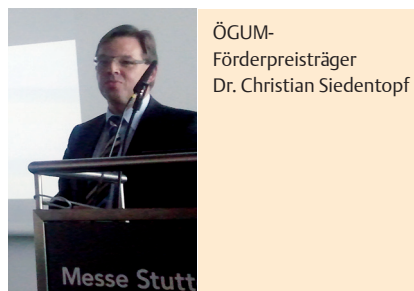 ÖGUM-
Förderpreisträger
Dr. Christian Siedentopf
Messe Stutt